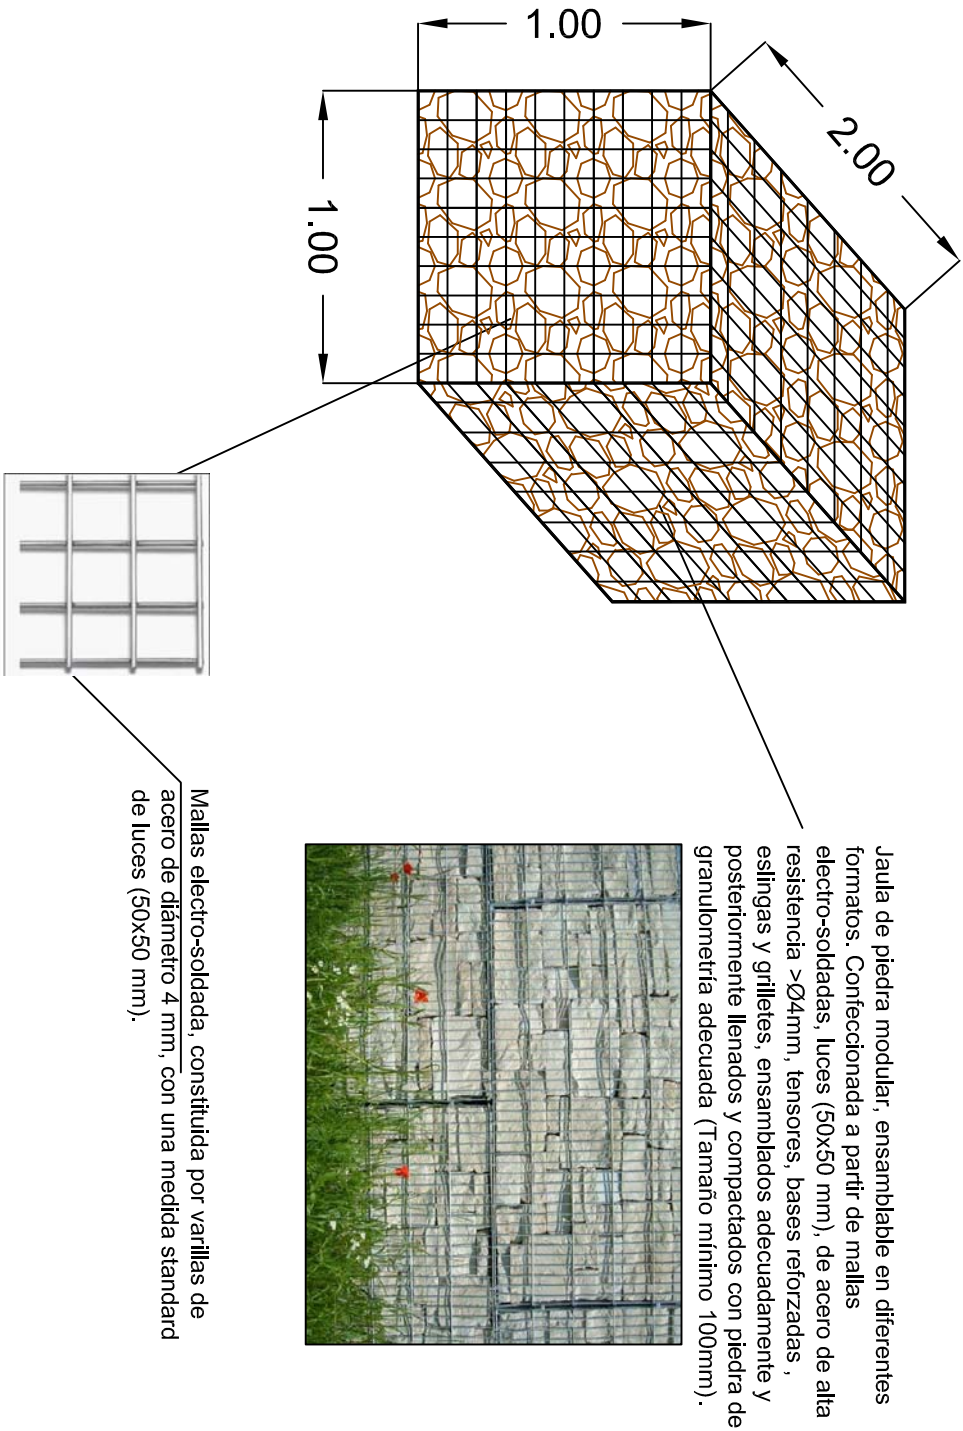 1.00
2.00
1.00
Jaula de piedra modular, ensamblable en diferentes
formatos. Confeccionada a partir de mallas
electro-soldadas, luces (50x50 mm), de acero de alta
resistencia >Ø4mm, tensores, bases reforzadas ,
eslingas y grilletes, ensamblados adecuadamente y
posteriormente llenados y compactados con piedra de
granulometría adecuada (Tamaño mínimo 100mm).
Mallas electro-soldada, constituida por varillas de
acero de diámetro 4 mm, con una medida standard
de luces (50x50 mm).